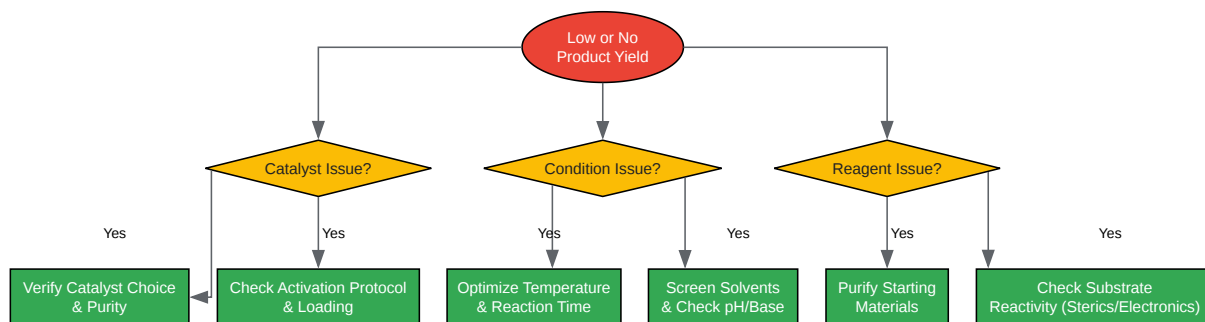 Low or No
Product Yield
Catalyst Issue?
Condition Issue?
Reagent Issue?
Yes
Yes
Yes
Yes
Yes
Yes
Verify Catalyst Choice
& Purity
Check Activation Protocol
& Loading
Optimize Temperature
& Reaction Time
Screen Solvents
& Check pH/Base
Purify Starting
Materials
Check Substrate
Reactivity (Sterics/Electronics)